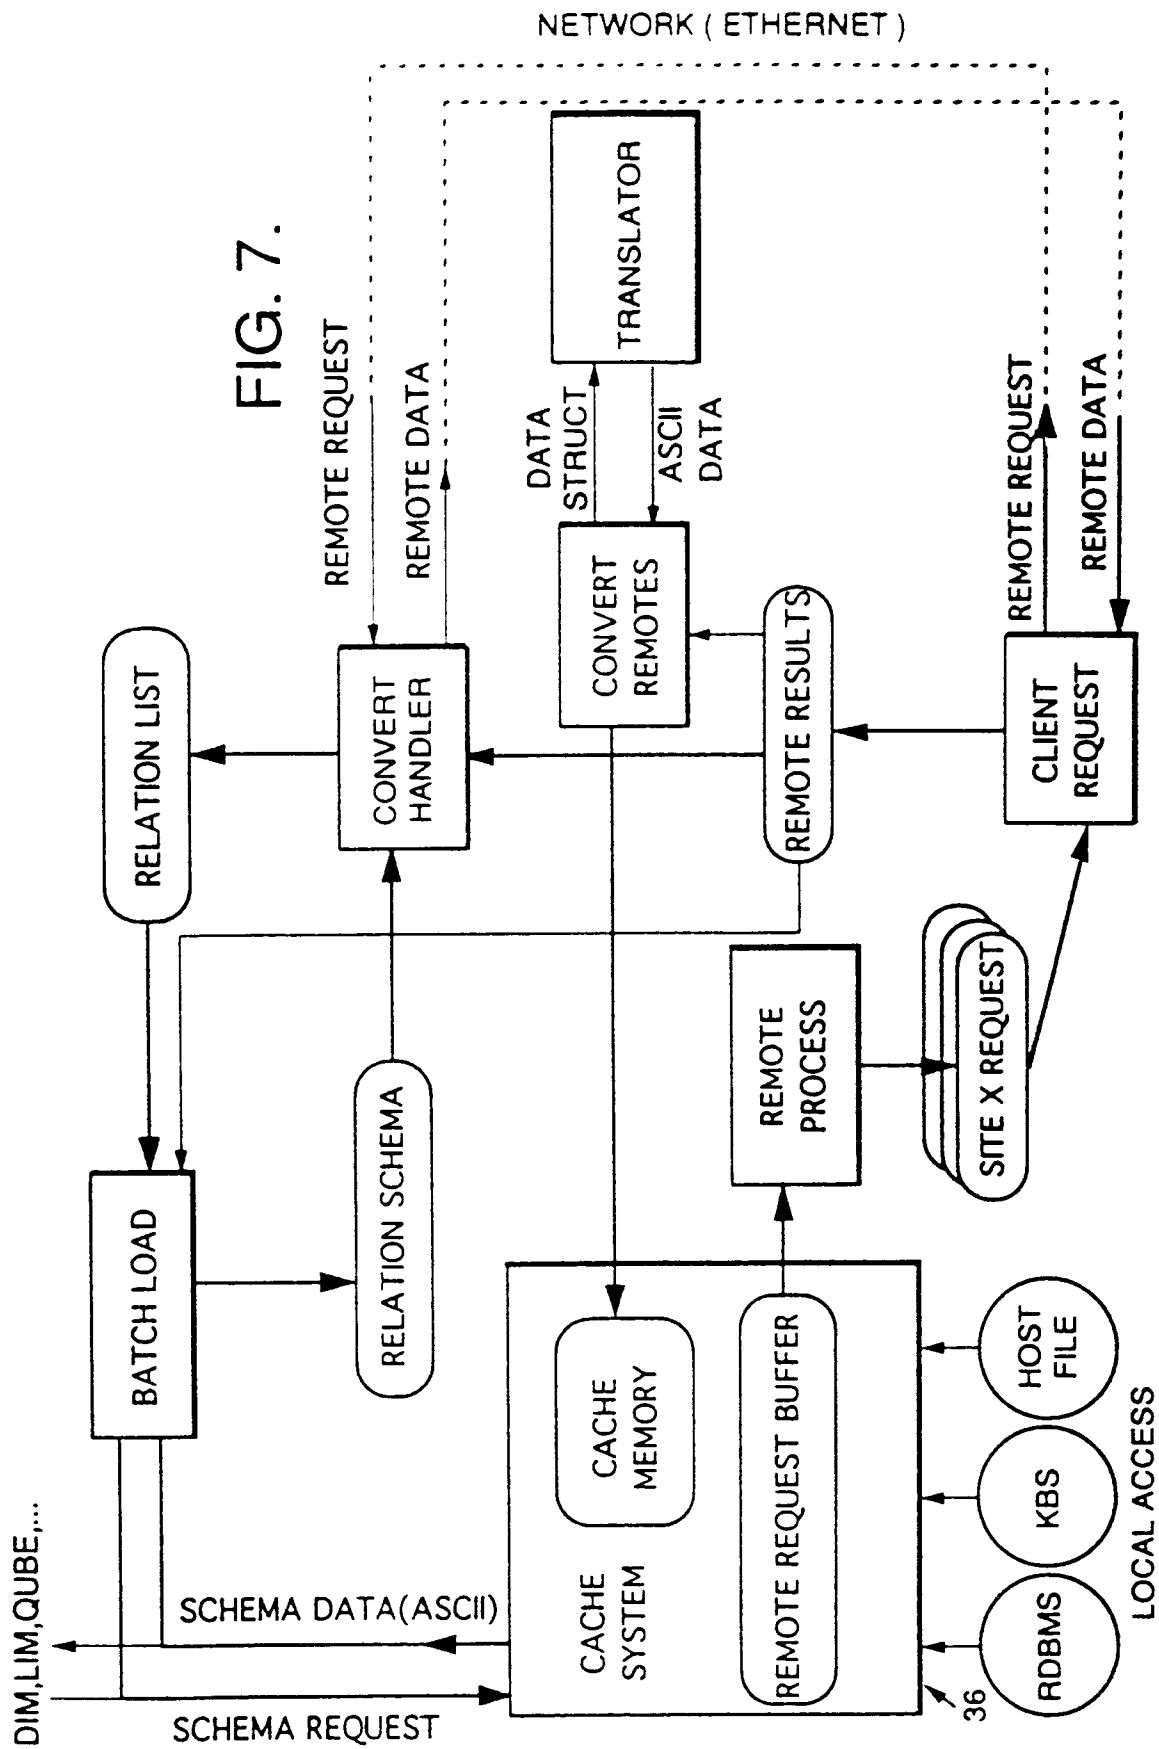 NETWORK ( ETHERNET )
FIG. 7.
REMOTE REQUEST
REMOTE DATA
TRANSLATOR
DATA
STRUCT
ASCII
DATA
RELATION LIST
CONVERT
HANDLER
CONVERT
REMOTES
REMOTE RESULTS
REMOTE REQUEST
REMOTE DATA
CLIENT
REQUEST
BATCH LOAD
RELATION SCHEMA
REMOTE
PROCESS
SITE X REQUEST
DIM,LIM,QUBE,...
SCHEMA DATA(ASCII)
SCHEMA REQUEST
CACHE
SYSTEM
CACHE
MEMORY
REMOTE REQUEST BUFFER
36
RDBMS
KBS
HOST
FILE
LOCAL ACCESS